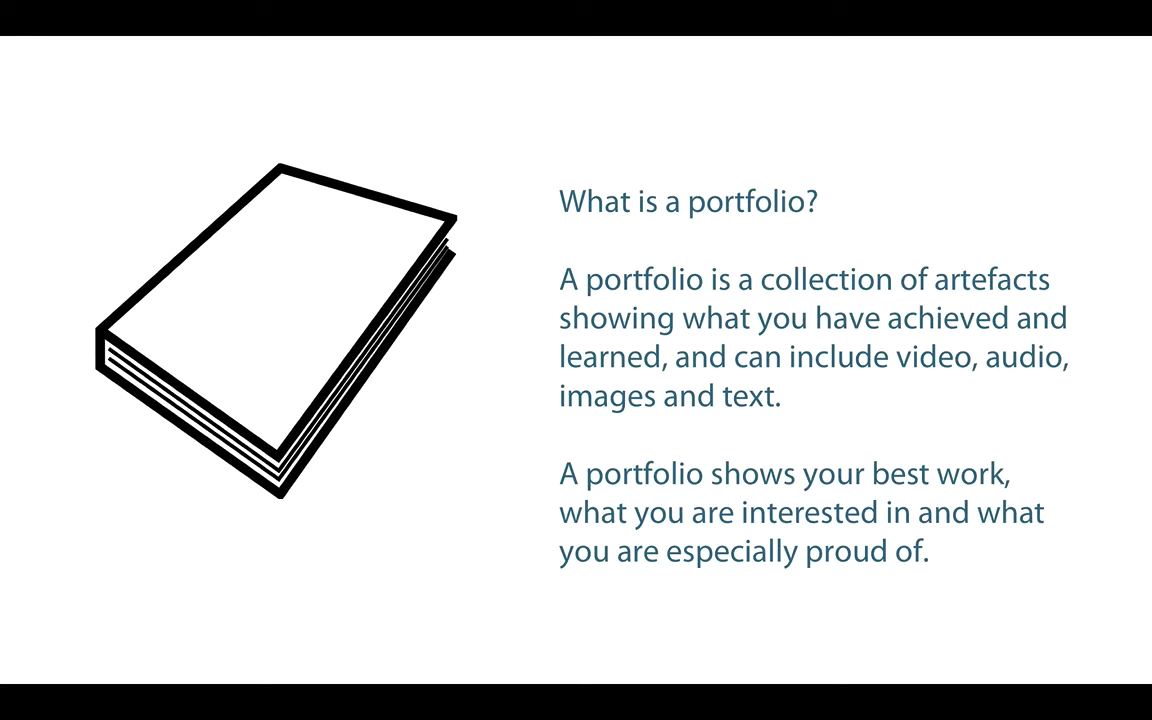 What is a portfolio?
A portfolio is a collection of artefacts
showing what you have achieved and
learned, and can include video, audio,
images and text.
A portfolio shows your best work,
what you are interested in and what
you are especially proud of.